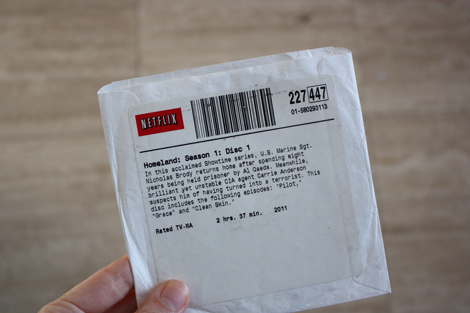 NETFLIX
227 447
01-580293113
Homeland: Season 1: Disc 1
In this acclaimed Showtime series, U.S. Marine Sgt.
Nicholas Brody returns home after spending eight
years being held prisoner by Al Qaeda. Meanwhile,
brilliant yet unstable CIA agent Carrie Anderson
suspects him of having turned into a terrorist. This
disc includes the following episodes: "Pilot,"
"Grace" and "Clean Skin."
Rated TV-MA 2 hrs. 37 min. 2011